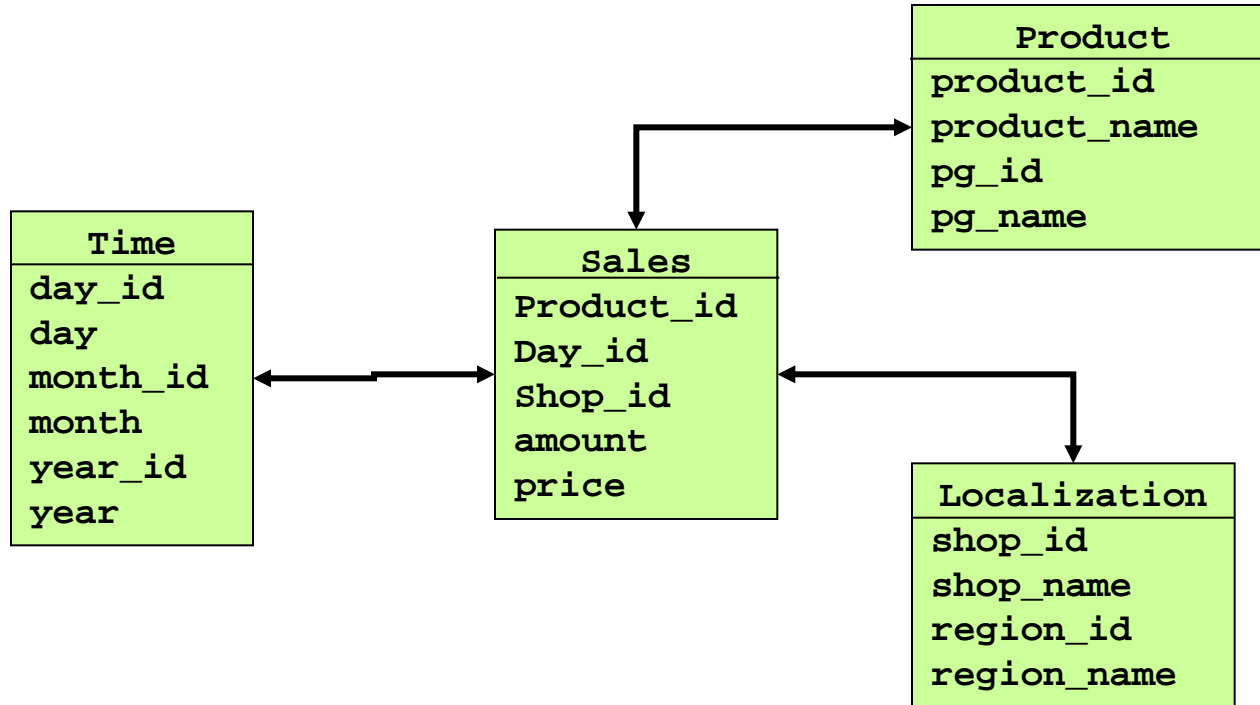 Product
product_id
product_name
pg_id
pg_name
Time
day_id
day
month_id
month
year_id
year
Sales
Product_id
Day_id
Shop_id
amount
price
Localization
shop_id
shop_name
region_id
region_name